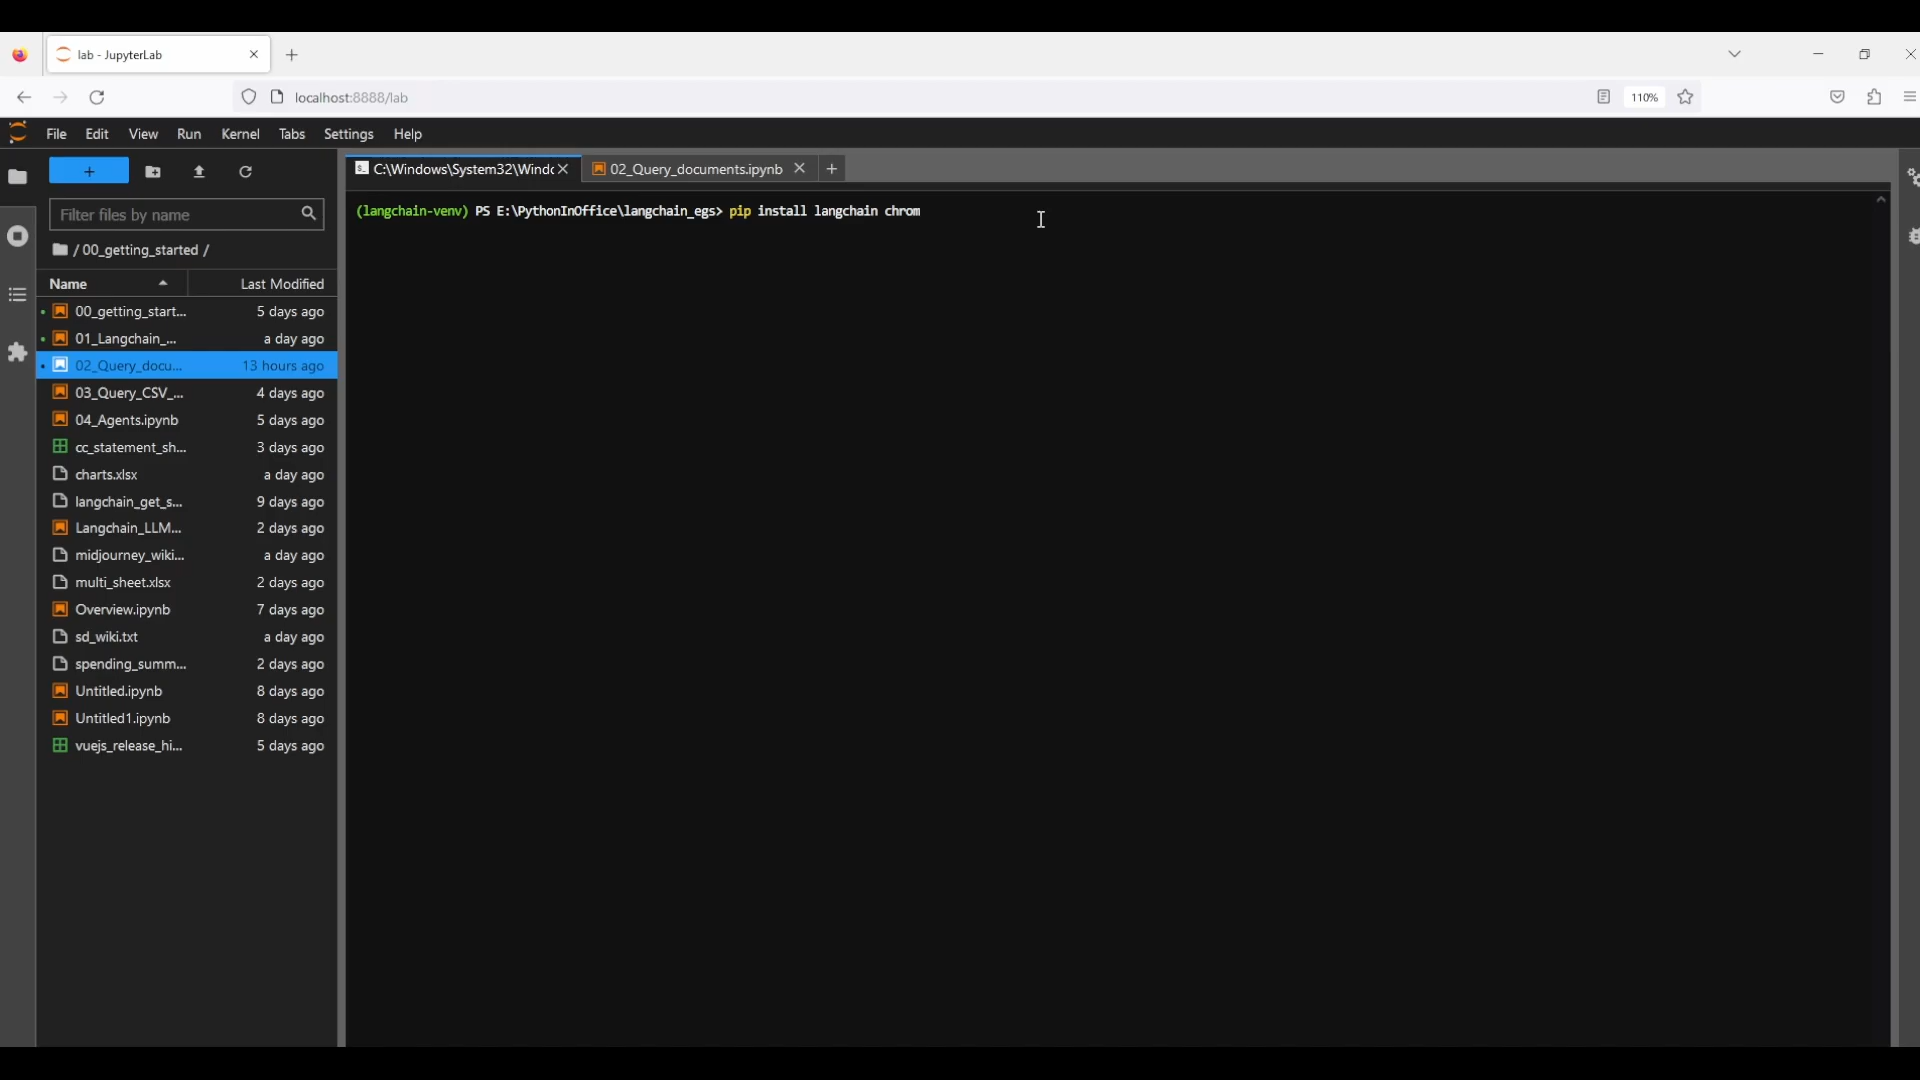 lab - JupyterLab
localhost:8888/lab
110%
File Edit View Run Kernel Tabs Settings Help
C:\Windows\System32\Wind
02_Query_documents.ipynb
Filter files by name
(langchain-venv) PS E:\PythonInOffice\langchain_egs> pip install langchain chrom
/ 00_getting_started /
Name Last Modified
00_getting_start... 5 days ago
01_Langchain_... a day ago
02_Query_docu... 13 hours ago
03_Query_CSV_... 4 days ago
04_Agents.ipynb 5 days ago
cc_statement_sh... 3 days ago
charts.xlsx a day ago
langchain_get_s... 9 days ago
Langchain_LLM... 2 days ago
midjourney_wiki... a day ago
multi_sheet.xlsx 2 days ago
Overview.ipynb 7 days ago
sd_wiki.txt a day ago
spending_summ... 2 days ago
Untitled.ipynb 8 days ago
Untitled1.ipynb 8 days ago
vuejs_release_hi... 5 days ago